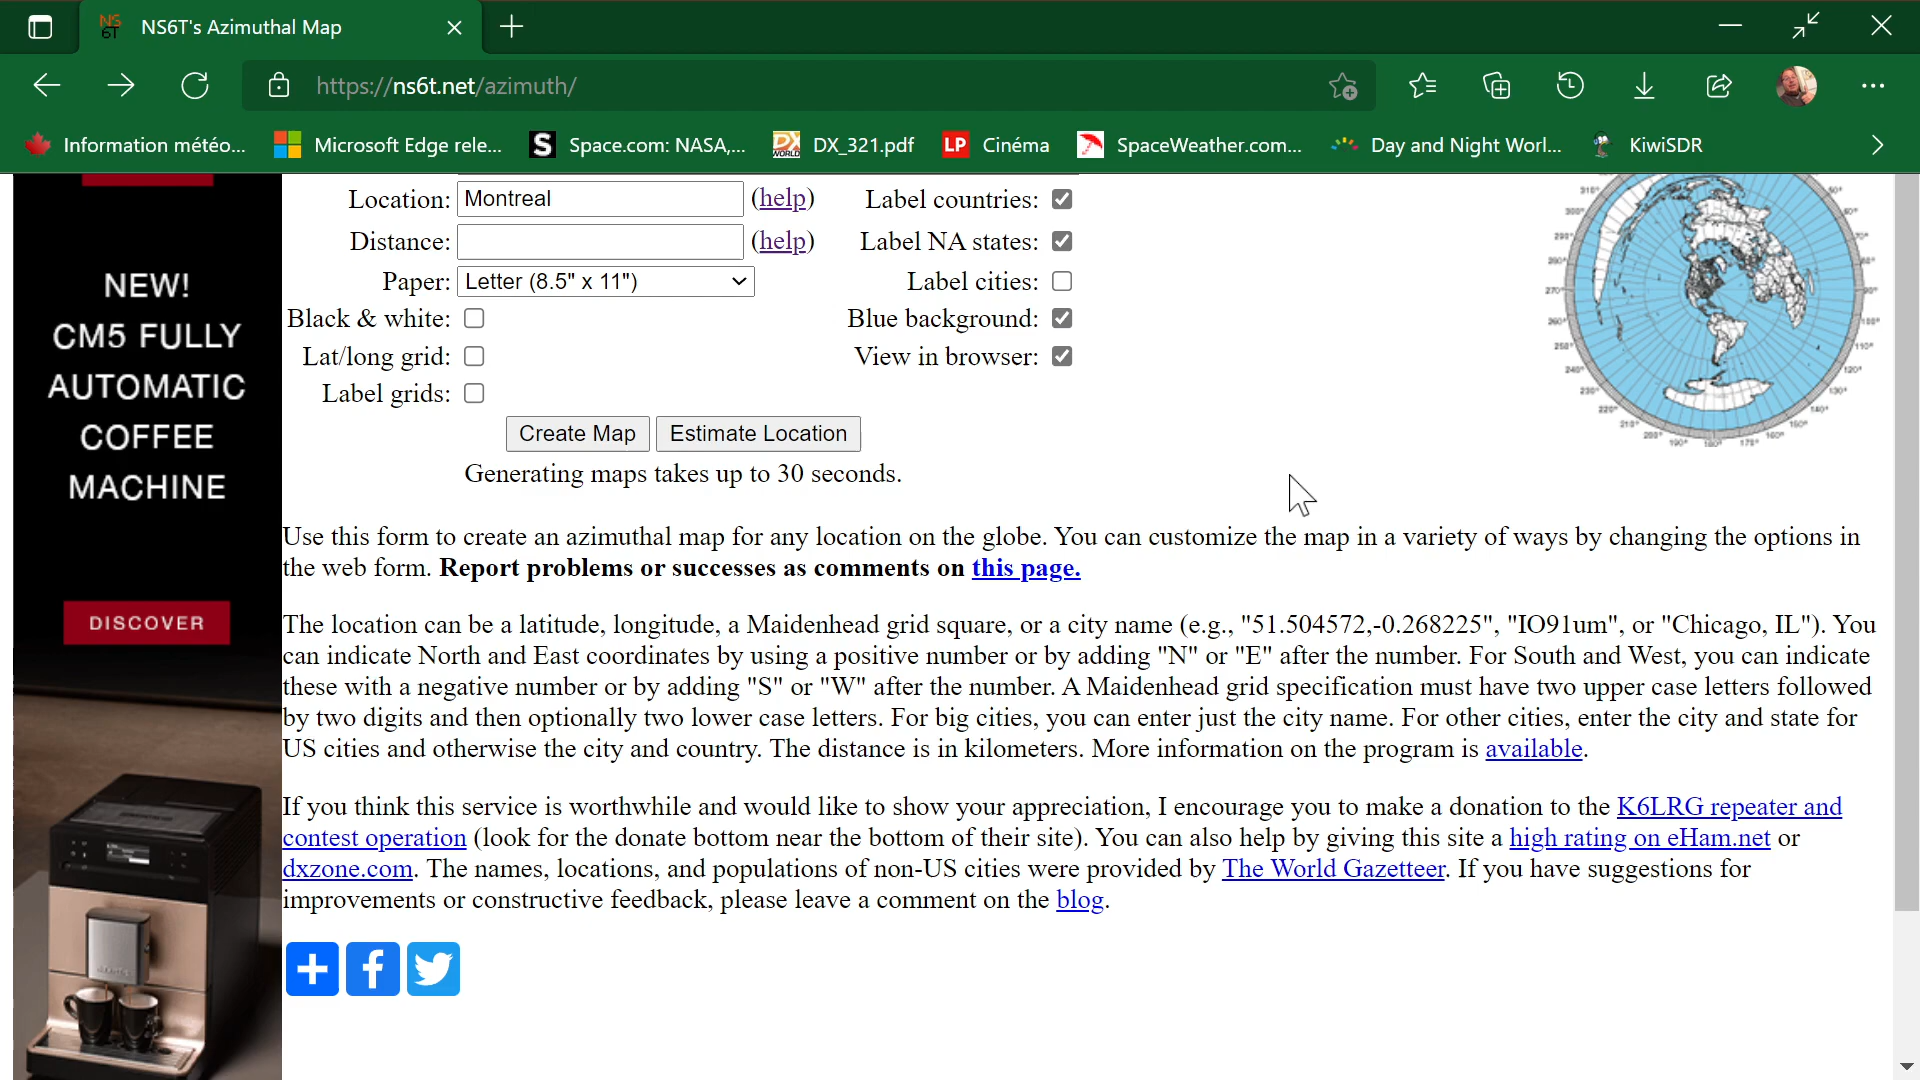 NS6T's Azimuthal Map
https://ns6t.net/azimuth/
Information météo...
Microsoft Edge rele...
Space.com: NASA,...
DX_321.pdf
Cinéma
SpaceWeather.com...
Day and Night Worl...
KiwiSDR
NEW!
CM5 FULLY
AUTOMATIC
COFFEE
MACHINE
DISCOVER
Location: Montreal (help) Label countries:
Distance: (help) Label NA states:
Paper: Letter (8.5" x 11") Label cities:
Black & white: Blue background:
Lat/long grid: View in browser:
Label grids:
Create Map Estimate Location
Generating maps takes up to 30 seconds.
Use this form to create an azimuthal map for any location on the globe. You can customize the map in a variety of ways by changing the options in
the web form. Report problems or successes as comments on this page.
The location can be a latitude, longitude, a Maidenhead grid square, or a city name (e.g., "51.504572,-0.268225", "IO91um", or "Chicago, IL"). You
can indicate North and East coordinates by using a positive number or by adding "N" or "E" after the number. For South and West, you can indicate
these with a negative number or by adding "S" or "W" after the number. A Maidenhead grid specification must have two upper case letters followed
by two digits and then optionally two lower case letters. For big cities, you can enter just the city name. For other cities, enter the city and state for
US cities and otherwise the city and country. The distance is in kilometers. More information on the program is available.
If you think this service is worthwhile and would like to show your appreciation, I encourage you to make a donation to the K6LRG repeater and
contest operation (look for the donate bottom near the bottom of their site). You can also help by giving this site a high rating on eHam.net or
dxzone.com. The names, locations, and populations of non-US cities were provided by The World Gazetteer. If you have suggestions for
improvements or constructive feedback, please leave a comment on the blog.